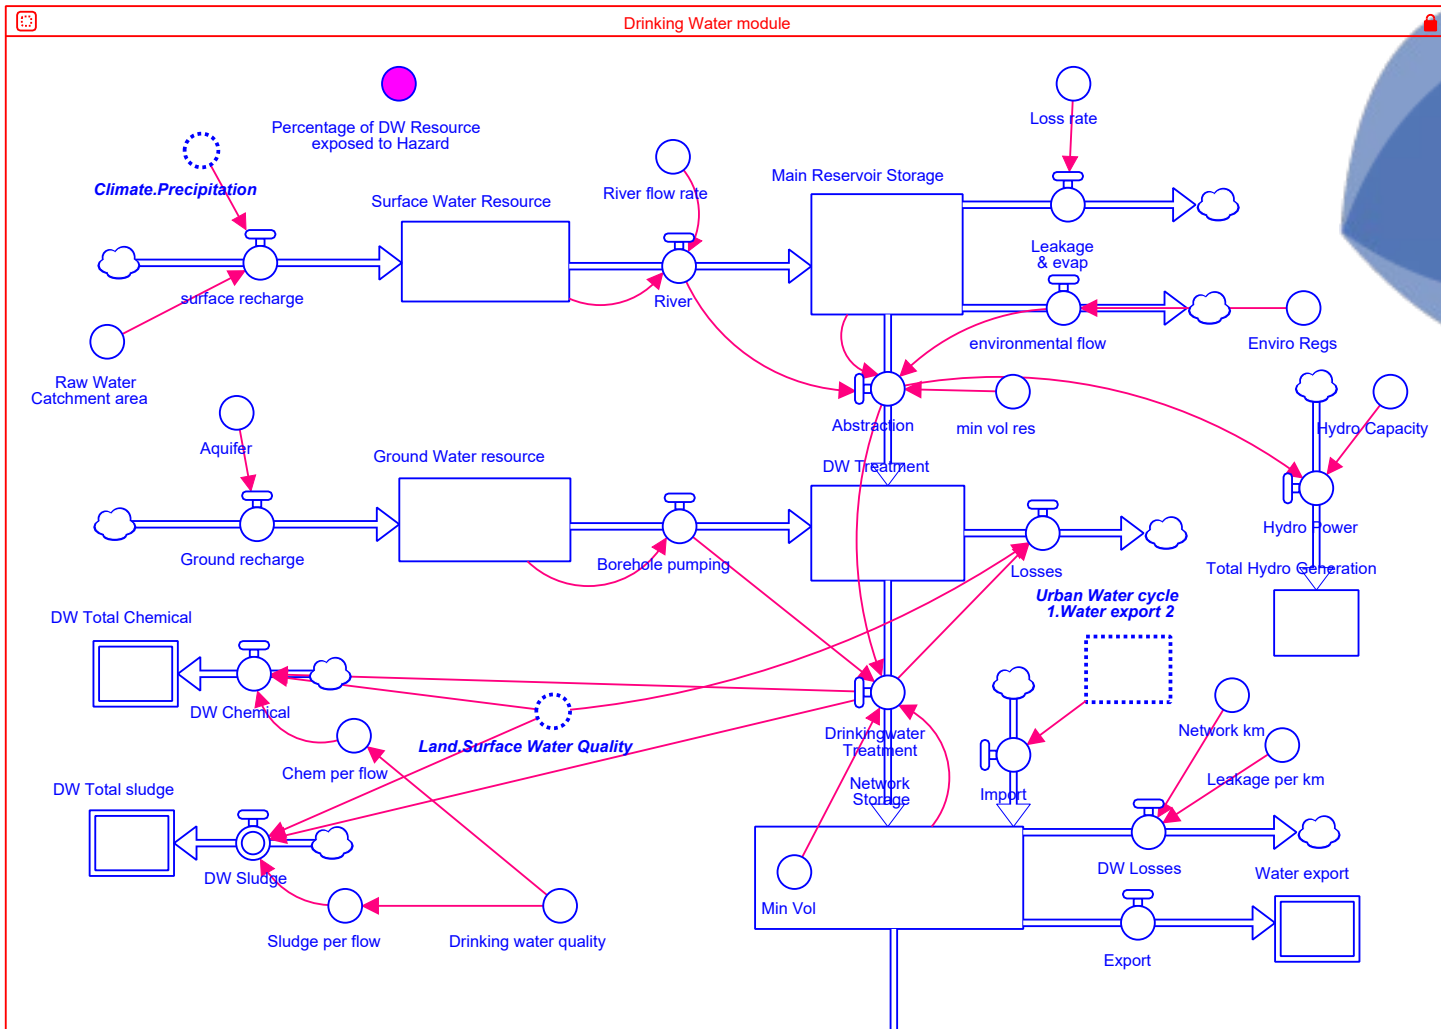 Drinking Water module
Percentage of DW Resource
exposed to Hazard
Loss rate
Climate.Precipitation
River flow rate
Main Reservoir Storage
Surface Water Resource
Leakage
& evap
surface recharge
River
environmental flow
Enviro Regs
Raw Water
Catchment area
Aquifer
Abstraction
min vol res
Hydro Capacity
Ground Water resource
DW Treatment
Hydro Power
Ground recharge
Borehole pumping
Losses
Total Hydro Generation
Urban Water cycle
1.Water export 2
DW Total Chemical
DW Chemical
Land.Surface Water Quality
Drinkingwater
Treatment
Network km
Chem per flow
Leakage per km
DW Total sludge
Network
Storage
Import
DW Sludge
DW Losses
Water export
Min Vol
Sludge per flow
Drinking water quality
Export